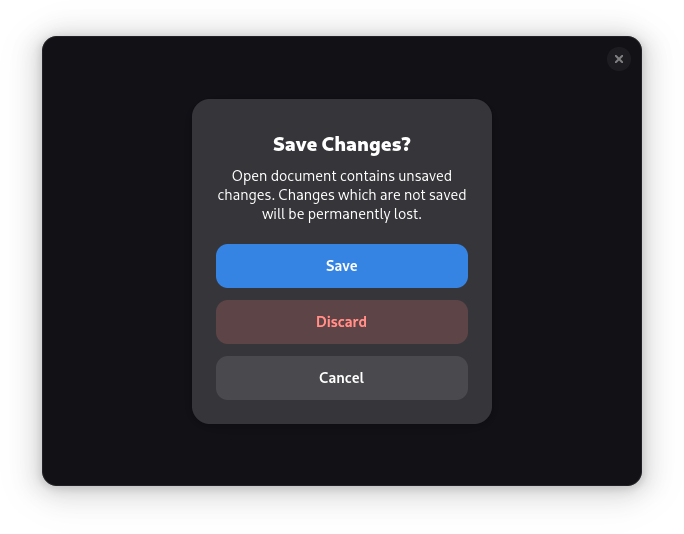 Save Changes?
Open document contains unsaved
changes. Changes which are not saved
will be permanently lost.
Save
Discard
Cancel